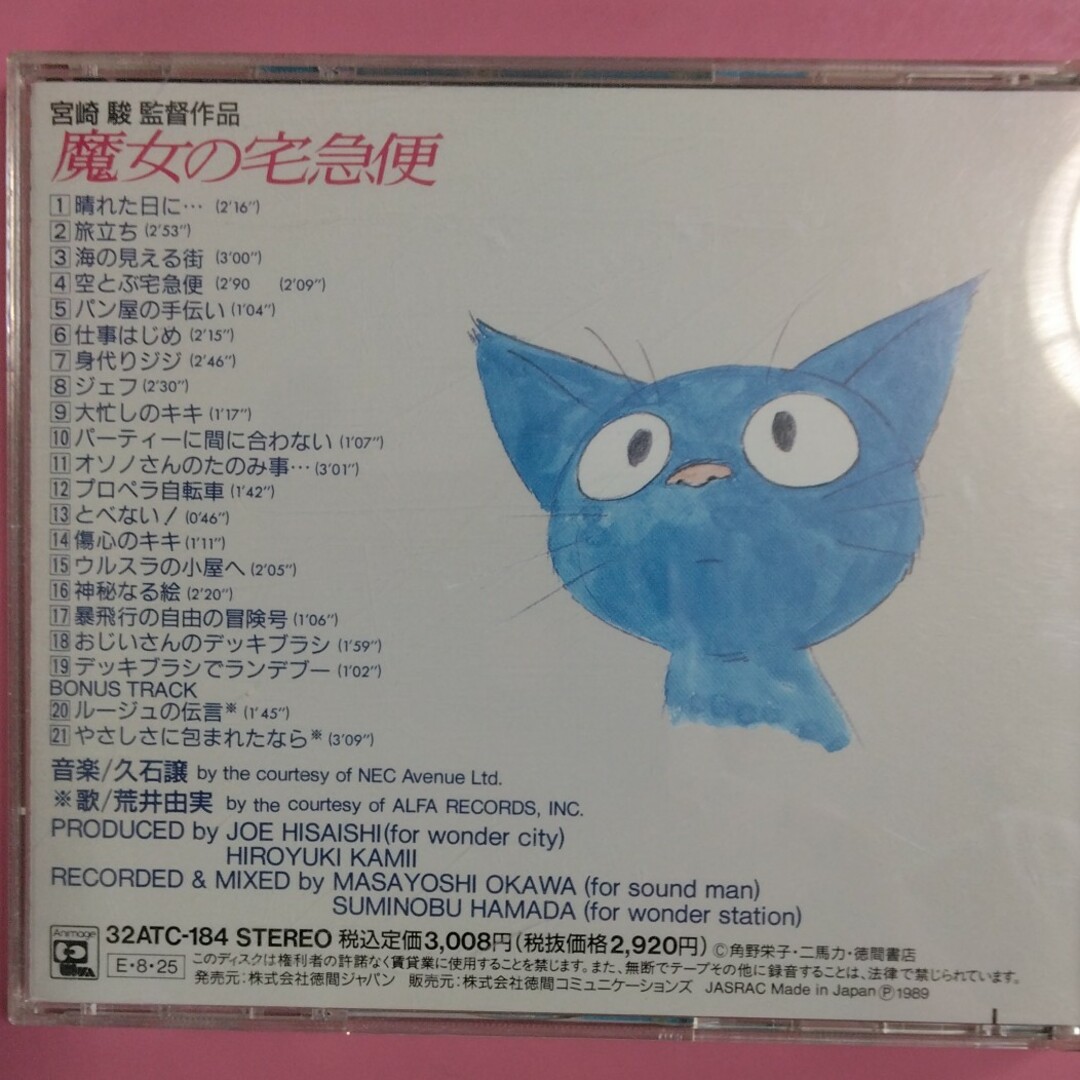 宮崎 駿 監督作品
魔女の宅急便
1 晴れた日に… (2'16")
2 旅立ち (2'53")
3 海の見える街 (3'00")
4 空とぶ宅急便 (2'90 (2'09")
5 パン屋の手伝い (1'04")
6 仕事はじめ (2'15")
7 身代りジジ (2'46")
8 ジェフ (2'30")
9 大忙しのキキ (1'17")
10 パーティーに間に合わない (1'07")
11 オソノさんのたのみ事… (3'01")
12 プロペラ自転車 (1'42")
13 とべない! (0'46")
14 傷心のキキ (1'11")
15 ウルスラの小屋へ (2'05")
16 神秘なる絵 (2'20")
17 暴飛行の自由の冒険号 (1'06")
18 おじいさんのデッキブラシ (1'59")
19 デッキブラシでランデブー (1'02")
BONUS TRACK
20 ルージュの伝言※ (1'45")
21 やさしさに包まれたなら※ (3'09")
音楽/久石譲 by the courtesy of NEC Avenue Ltd.
※歌/荒井由実 by the courtesy of ALFA RECORDS, INC.
PRODUCED by JOE HISAISHI (for wonder city)
HIROYUKI KAMII
RECORDED & MIXED by MASAYOSHI OKAWA (for sound man)
SUMINOBU HAMADA (for wonder station)
Animage
32ATC-184 STEREO 税込定価3,008円(税抜価格2,920円) ©角野栄子・二馬力・徳間書店
E・8・25
このディスクは権利者の許諾なく賃貸業に使用することを禁じます。また、無断でテープその他に録音することは、法律で禁じられています。
発売元:株式会社徳間ジャパン 販売元:株式会社徳間コミュニケーションズ JASRAC Made in Japan ℗1989